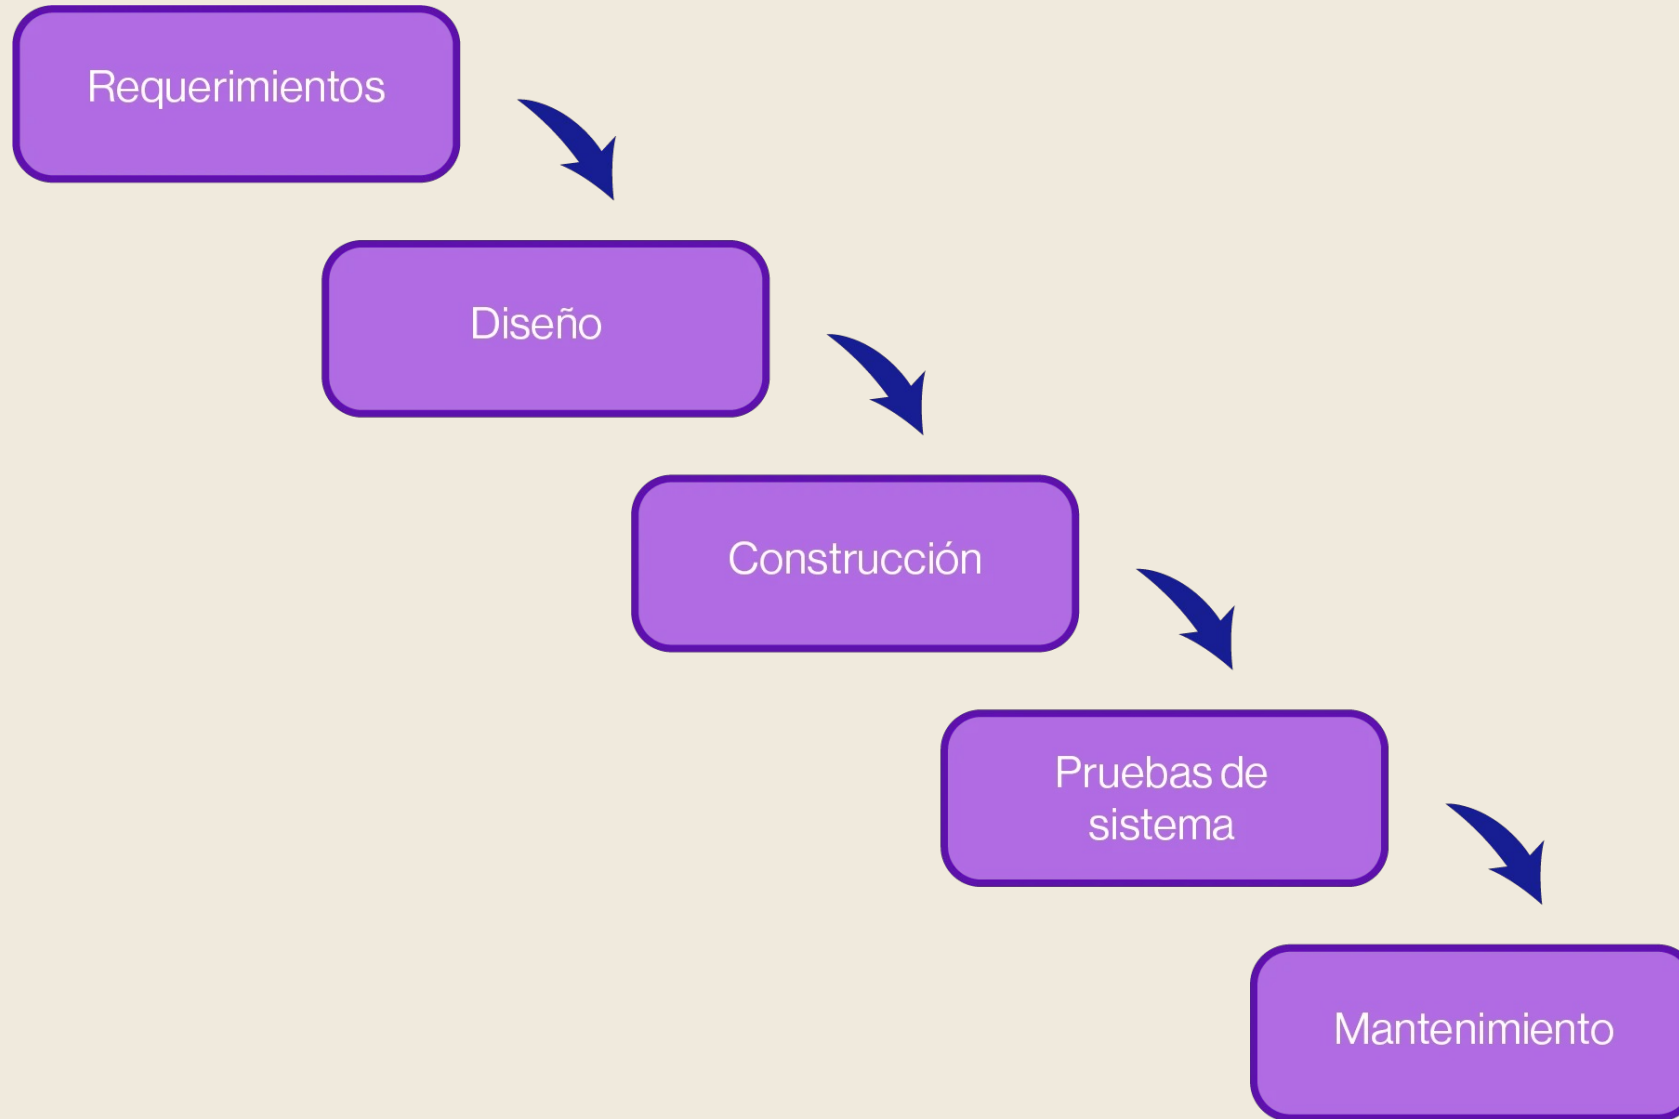 Requerimientos
Diseño
Construcción
Pruebas de
sistema
Mantenimiento